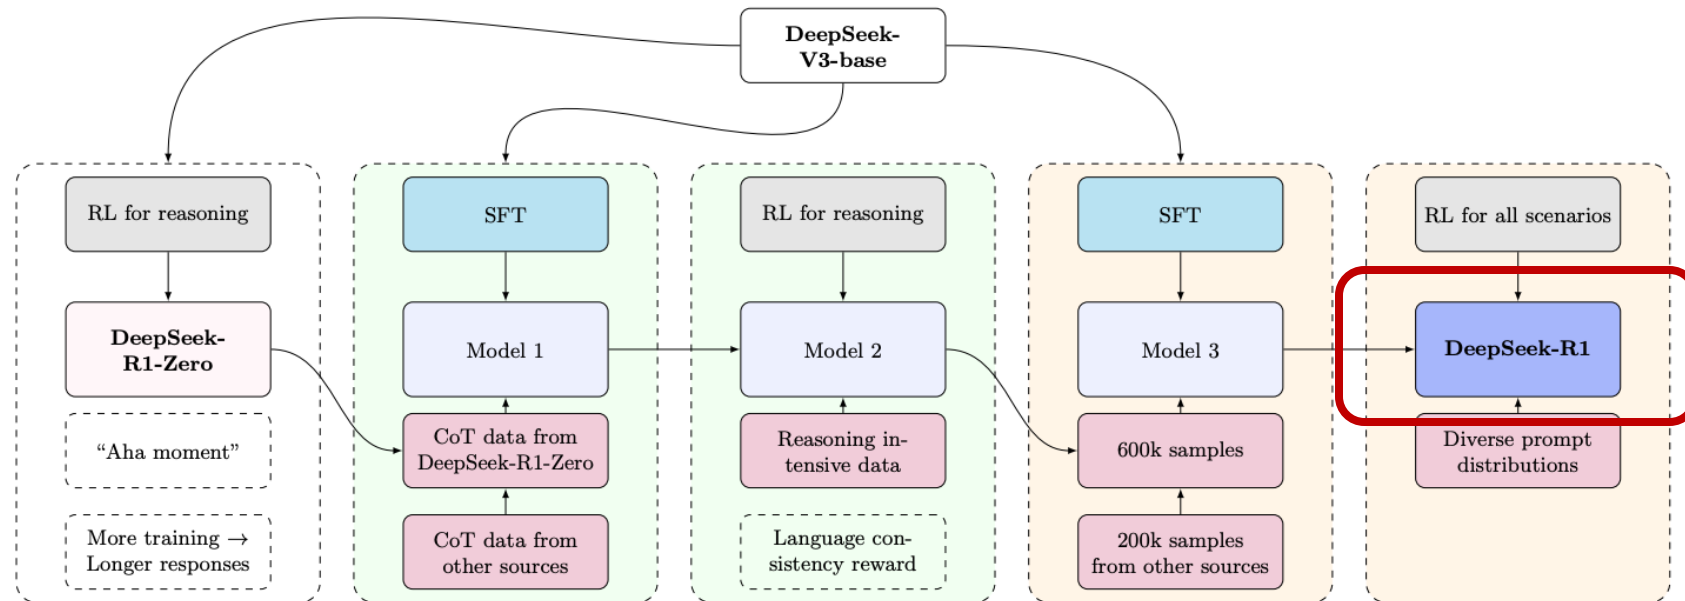 DeepSeek-
V3-base
RL for reasoning
DeepSeek-
R1-Zero
“Aha moment”
More training →
Longer responses
SFT
Model 1
CoT data from
DeepSeek-R1-Zero
CoT data from
other sources
RL for reasoning
Model 2
Reasoning in-
tensive data
Language con-
sistency reward
SFT
Model 3
600k samples
200k samples
from other sources
RL for all scenarios
DeepSeek-R1
Diverse prompt
distributions